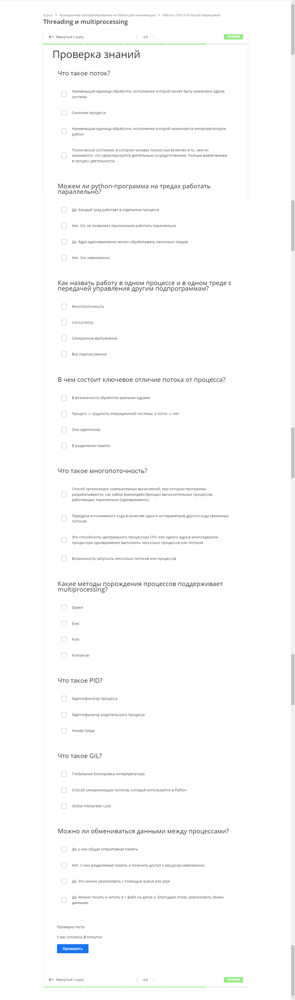 Курсы > Асинхронное программирование на Python для начинающих > Работа с CPU и IO bound операциями
Threading и multiprocessing
Вернуться к курсу
4/5
ТЕОРИЯ
Проверка знаний
Что такое поток?
Наименьшая единица обработки, исполнение которой может быть назначено ядром
системы
Синоним процесса
Наименьшая единица обработки, исполнение которой назначается интерпретатором
python
Психическое состояние, в котором человек полностью включен в то, чем он
занимается, что характеризуется деятельным сосредоточением, полным вовлечением
в процесс деятельности.
Можем ли python-программа на тредах работать
параллельно?
Да. Каждый тред работает в отдельном процессе
Нет. GIL не позволяет приложению работать параллельно
Да. Ядро единовременно может обрабатывать несколько тредов
Нет. Это невозможно
Как назвать работу в одном процессе и в одном треде с
передачей управления другим подпрограммам?
Многопоточность
Concurrency
Синхронное выполнение
Все перечисленное
В чем состоит ключевое отличие потока от процесса?
В возможности обработки разными ядрами
Процесс — сущность операционной системы, а поток — нет
Они идентичны
В разделении памяти
Что такое многопоточность?
Способ организации компьютерных вычислений, при котором программы
разрабатываются, как набор взаимодействующих вычислительных процессов,
работающих параллельно (одновременно).
Передача исполняемого кода в качестве одного из параметров другого кода связанных
потоков
Это способность центрального процессора CPU или одного ядра в многоядерном
процессоре одновременно выполнять несколько процессов или потоков
Возможность запускать несколько потоков или процессов
Какие методы порождения процессов поддерживает
multiprocessing?
Spawn
Exec
Fork
Forkserver
Что такое PID?
Идентификатор процесса
Идентификатор родительского процесса
Номер треда
Что такое GIL?
Глобальная блокировка интерпретатора
Способ синхронизации потоков, который используется в Python
Global Interpreter Lock
Можно ли обмениваться данными между процессами?
Да, у них общая оперативная память
Нет. У них разделяемая память и получить доступ к ресурсам невозможно
Да. Это можно реализовать с помощью queue или pipe
Да. Можно писать и читать в 1 файл на диске и, благодаря этому, реализовать обмен
данными
Проверка теста
У вас осталось 3 попытки
Проверить
Вернуться к курсу
4/5
ТЕОРИЯ